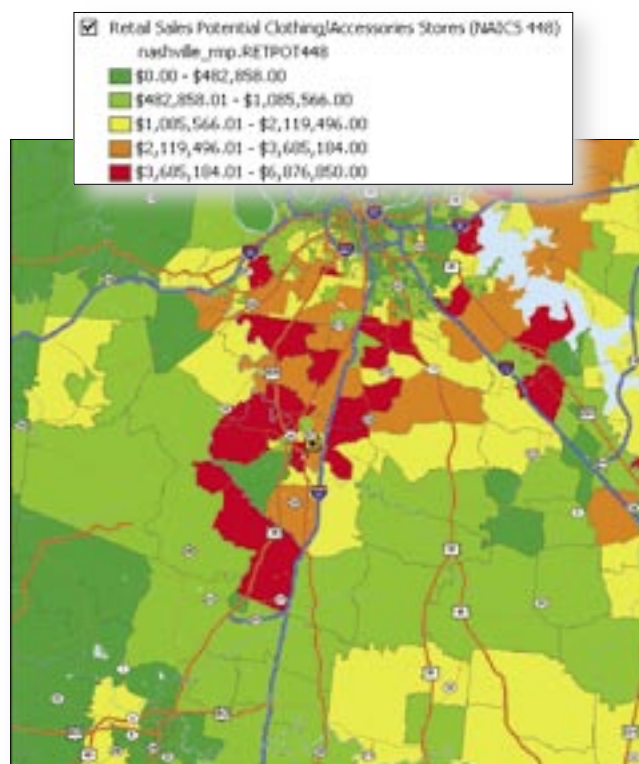 Retail Sales Potential Clothing/Accessories Stores (NAICS 448)
nashville_rmp.RETPOT448
$0.00 - $482,858.00
$482,858.01 - $1,085,566.00
$1,085,566.01 - $2,119,496.00
$2,119,496.01 - $3,685,184.00
$3,685,184.01 - $6,876,850.00